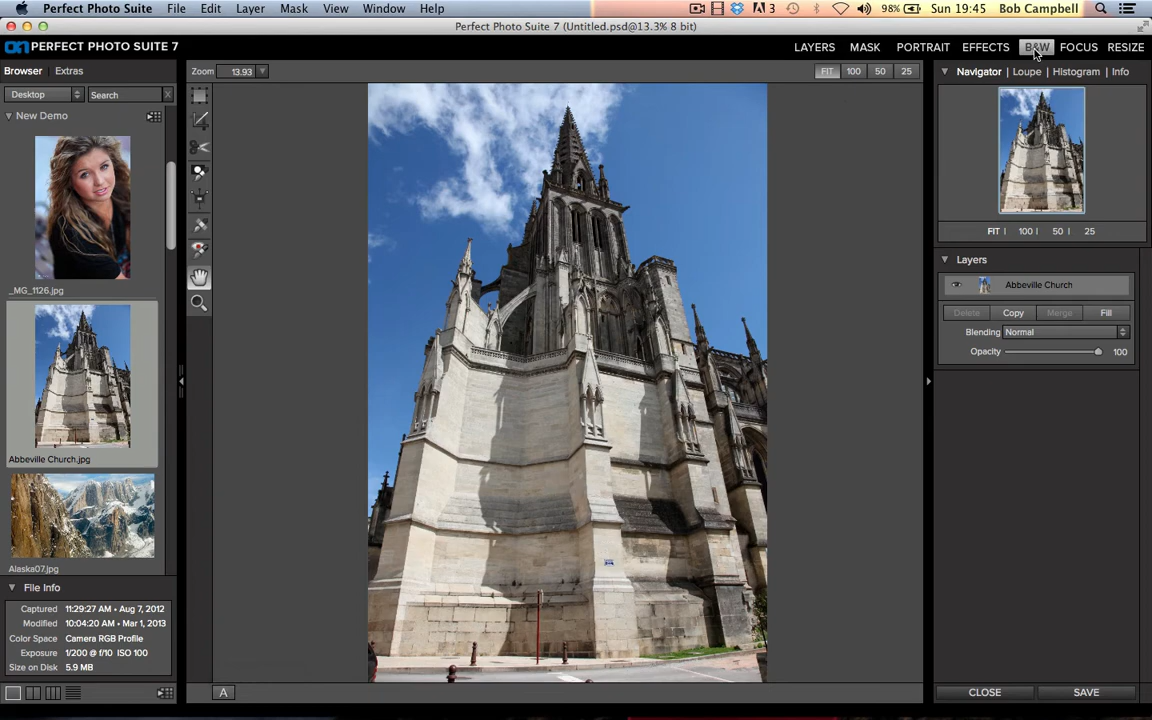 Perfect Photo Suite File Edit Layer Mask View Window Help 3 98% Sun 19:45 Bob Campbell
Perfect Photo Suite 7 (Untitled.psd@13.3% 8 bit)
on PERFECT PHOTO SUITE 7 LAYERS MASK PORTRAIT EFFECTS B&W FOCUS RESIZE
Browser Extras
Zoom 13.93 FIT 100 50 25
Navigator | Loupe | Histogram | Info
Desktop Search X
New Demo
_MG_1126.jpg
Abbeville Church.jpg
Alaska07.jpg
FIT | 100 | 50 | 25
Layers
Abbeville Church
Delete Copy Merge Fill
Blending Normal
Opacity 100
File Info
Captured 11:29:27 AM • Aug 7, 2012
Modified 10:04:20 AM • Mar 1, 2013
Color Space Camera RGB Profile
Exposure 1/200 @ f/10 ISO 100
Size on Disk 5.9 MB
A
CLOSE SAVE